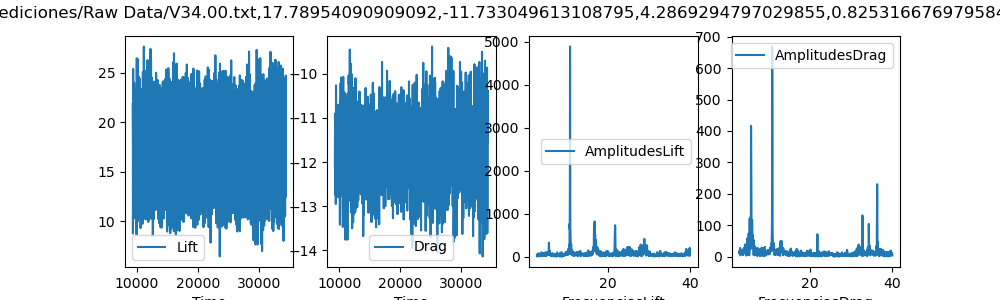 ediciones/Raw Data/V34.00.txt,17.78954090909092,-11.733049613108795,4.2869294797029855,0.825316676979584
25
20
15
10
10000 20000 30000
Time
Lift
−10
−11
−12
−13
−14
10000 20000 30000
Time
Drag
5000
4000
3000
2000
1000
0
20 40
FrecuenciasLift
AmplitudesLift
700
600
500
400
300
200
100
0
20 40
FrecuenciasDrag
AmplitudesDrag